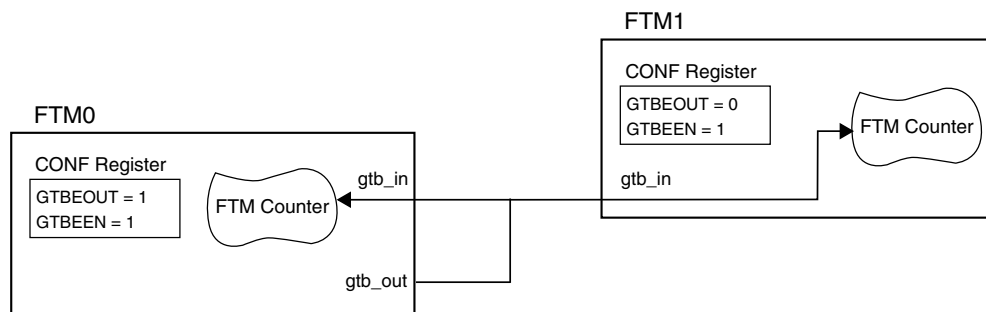 FTM1
CONF Register
GTBEOUT = 0
GTBEEN = 1
FTM Counter
gtb_in
FTM0
CONF Register
GTBEOUT = 1
GTBEEN = 1
FTM Counter
gtb_in
gtb_out